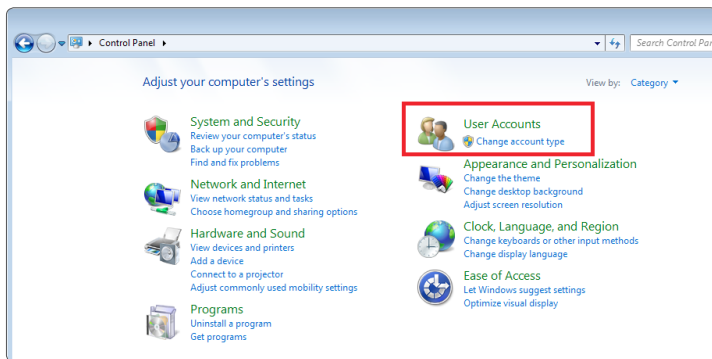 Control Panel
Search Control Par
Adjust your computer's settings
View by: Category
System and Security
Review your computer's status
Back up your computer
Find and fix problems
Network and Internet
View network status and tasks
Choose homegroup and sharing options
Hardware and Sound
View devices and printers
Add a device
Connect to a projector
Adjust commonly used mobility settings
Programs
Uninstall a program
Get programs
User Accounts
Change account type
Appearance and Personalization
Change the theme
Change desktop background
Adjust screen resolution
Clock, Language, and Region
Change keyboards or other input methods
Change display language
Ease of Access
Let Windows suggest settings
Optimize visual display